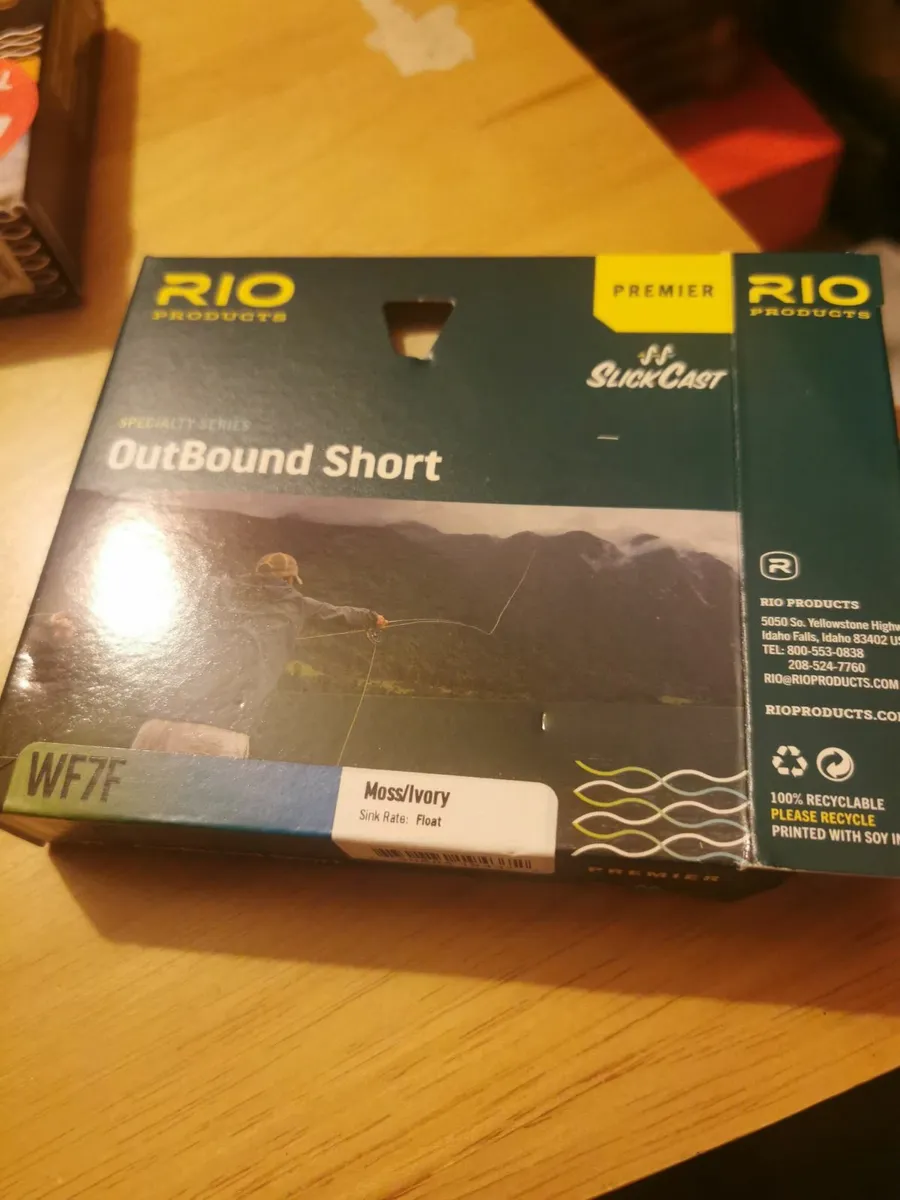 RIO
PRODUCTS
PREMIER
SLICKCAST
SPECIALTY SERIES
OutBound Short
WF7F
Moss/Ivory
Sink Rate: Float
PREMIER
RIO
PRODUCTS
R
RIO PRODUCTS
5050 So. Yellowstone
Idaho Falls, Idaho 83402
TEL: 800-553-0838
208-524-7760
RIO@RIOPRODUCTS.COM
RIOPRODUCTS.CO
100% RECYCLABLE
PLEASE RECYCLE
PRINTED WITH SOY